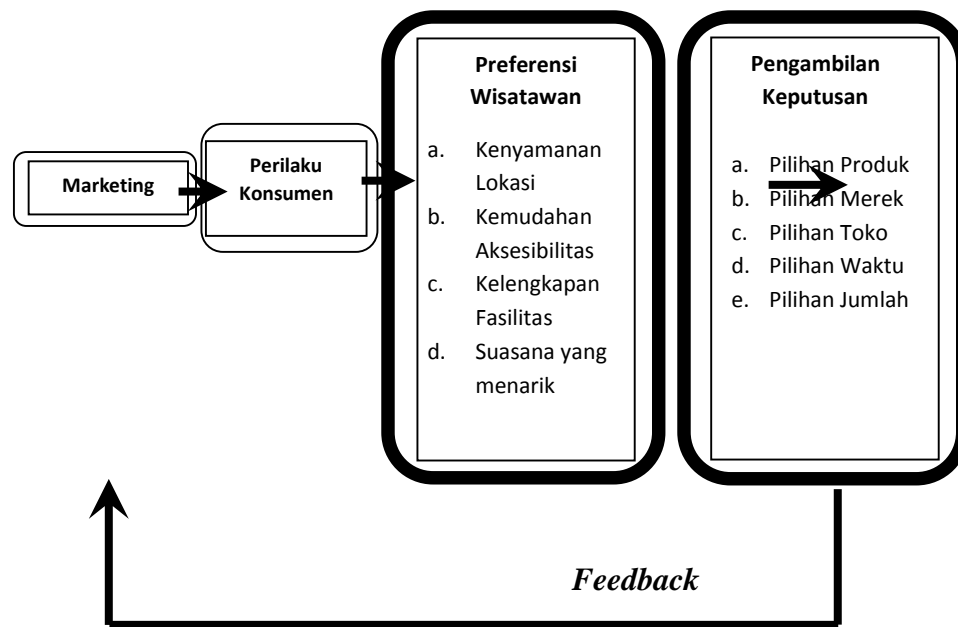 Marketing
Perilaku
Konsumen
Preferensi
Wisatawan
a. Kenyamanan
Lokasi
b. Kemudahan
Aksesibilitas
c. Kelengkapan
Fasilitas
d. Suasana yang
menarik
Pengambilan
Keputusan
a. Pilihan Produk
b. Pilihan Merek
c. Pilihan Toko
d. Pilihan Waktu
e. Pilihan Jumlah
Feedback